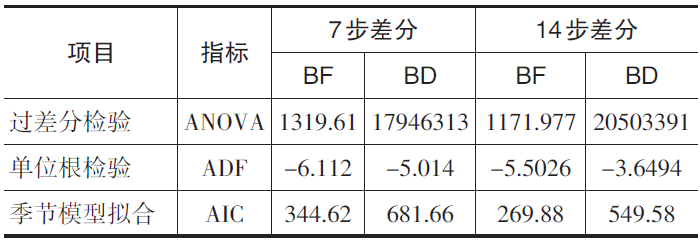 项目 指标 7步差分 14步差分
BF BD BF BD
过差分检验 ANOVA 1319.61 17946313 1171.977 20503391
单位根检验 ADF −6.112 −5.014 −5.5026 −3.6494
季节模型拟合 AIC 344.62 681.66 269.88 549.58